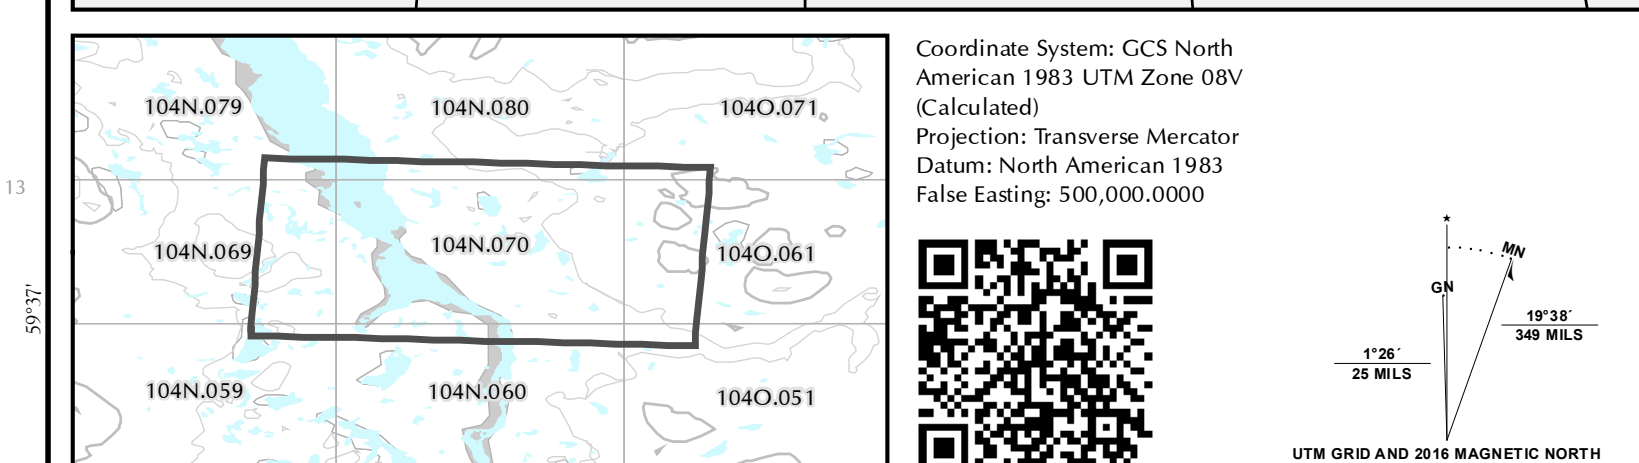 104N.079
104N.080
104O.071
13
104N.069
104N.070
104O.061
59°37'
104N.059
104N.060
104O.051
Coordinate System: GCS North
American 1983 UTM Zone 08V
(Calculated)
Projection: Transverse Mercator
Datum: North American 1983
False Easting: 500,000.0000
MN
GN
19°38´
349 MILS
1°26´
25 MILS
UTM GRID AND 2016 MAGNETIC NORTH